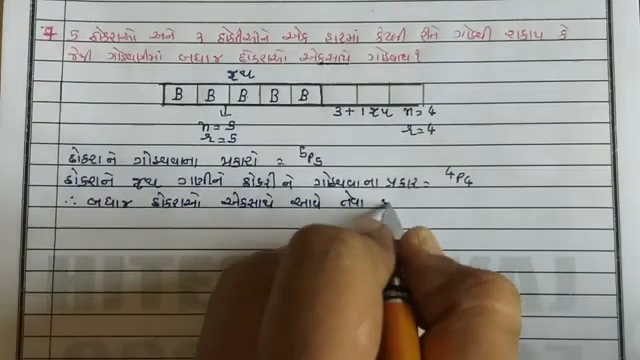 5 છોકરાઓ અને 3 છોકરીઓને એક હારમાં કેટલી રીતે ગોઠવી શકાય કે
જેથી ગોઠવણીમાં બધાજ છોકરાઓ એકસાથે ગોઠવાય?
ગ્રુપ
B B B B B
3 + 1 ગ્રુપ n=4
n = 5
r=4
r = 5
છોકરાને ગોઠવવાના પ્રકારો = ⁵P₅
છોકરાને ગ્રુપ ગણીને છોકરીને ગોઠવવાના પ્રકાર = ⁴P₄
∴ બધાજ છોકરાઓ એકસાથે આવે તેવા